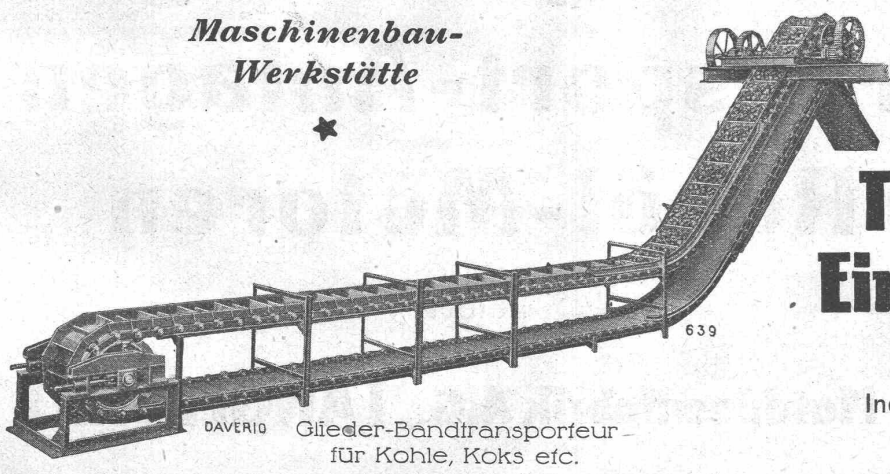 Maschinenbau-
Werkstätte
639
DAVERIO
Glieder-Bandtransporteur
für Kohle, Koks etc.